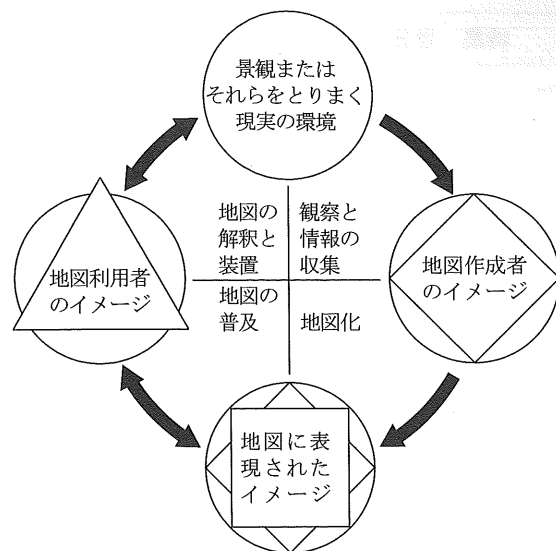 景観または
それらをとりまく
現実の環境
地図の
解釈と
装置
観察と
情報の
収集
地図利用者
のイメージ
地図作成者
のイメージ
地図の
普及
地図化
地図に表
現された
イメージ